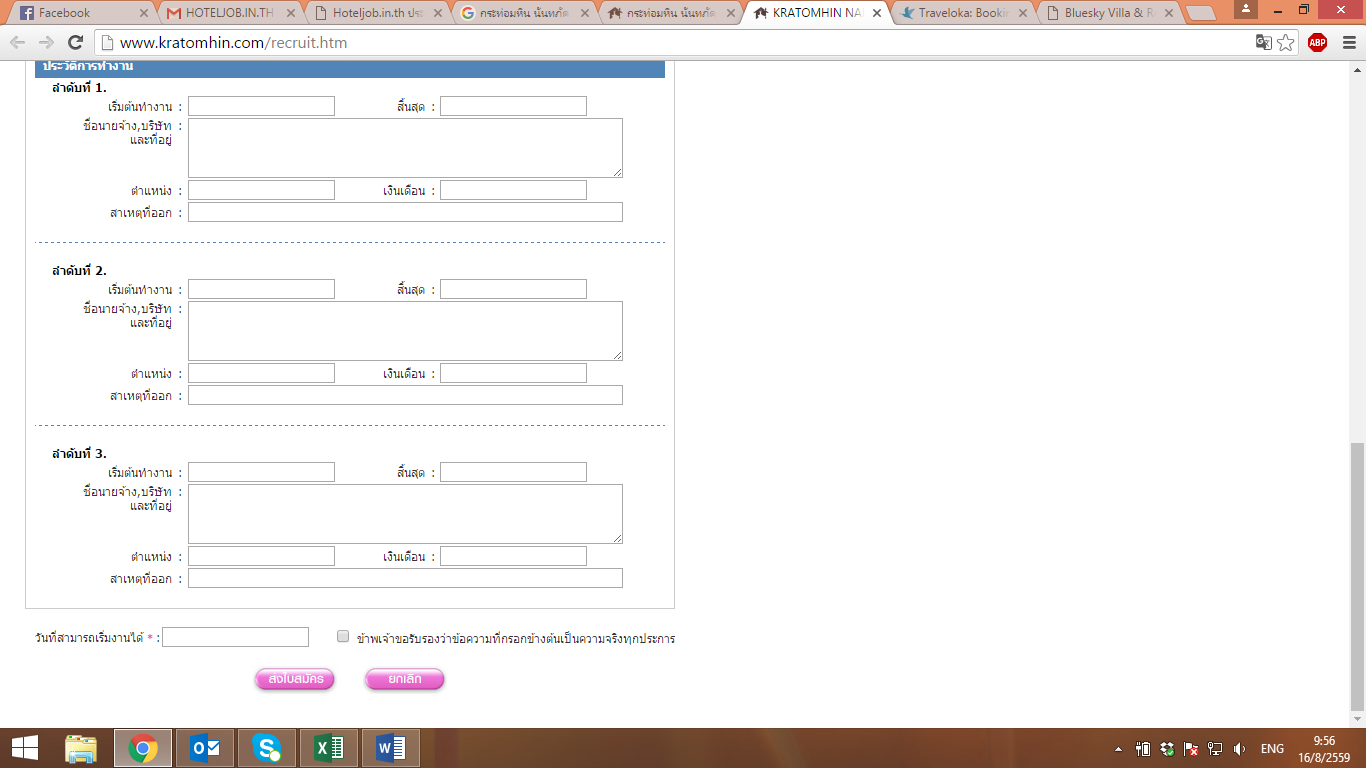 Facebook
HOTELJOB.IN.TH
Hoteljob.in.th ประ
กระท่อมหิน นันทภัค
กระท่อมหิน นันทภัค
KRATOMHIN NA
Traveloka: Bookin
Bluesky Villa & R
www.kratomhin.com/recruit.htm
ABP
ประวัติการทำงาน
ลำดับที่ 1.
เริ่มต้นทำงาน :
สิ้นสุด :
ชื่อนายจ้าง,บริษัท :
และที่อยู่
ตำแหน่ง :
เงินเดือน :
สาเหตุที่ออก :
ลำดับที่ 2.
เริ่มต้นทำงาน :
สิ้นสุด :
ชื่อนายจ้าง,บริษัท :
และที่อยู่
ตำแหน่ง :
เงินเดือน :
สาเหตุที่ออก :
ลำดับที่ 3.
เริ่มต้นทำงาน :
สิ้นสุด :
ชื่อนายจ้าง,บริษัท :
และที่อยู่
ตำแหน่ง :
เงินเดือน :
สาเหตุที่ออก :
วันที่สามารถเริ่มงานได้ * :
ข้าพเจ้าขอรับรองว่าข้อความที่กรอกข้างต้นเป็นความจริงทุกประการ
ส่งใบสมัคร
ยกเลิก
ENG
9:56
16/8/2559